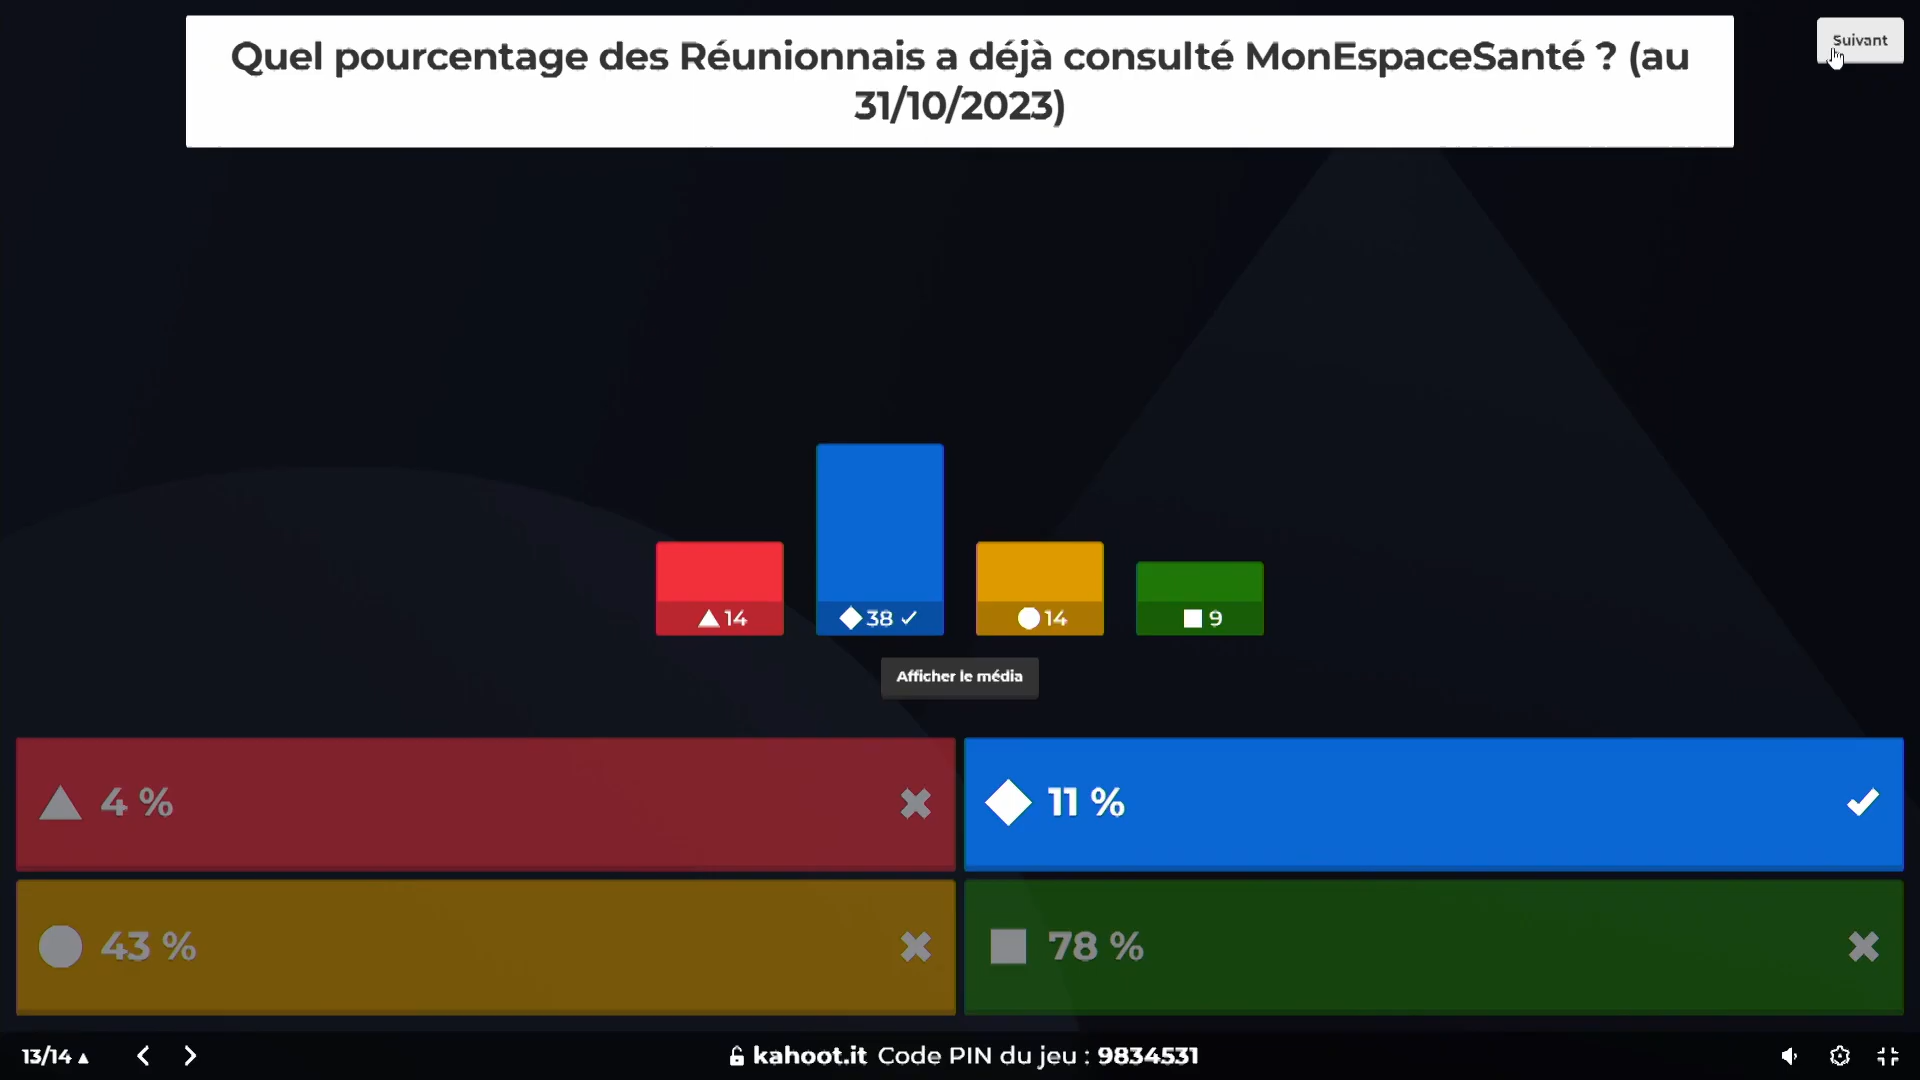 Quel pourcentage des Réunionnais a déjà consulté MonEspaceSanté ? (au
31/10/2023)
Suivant
14
38
14
9
Afficher le média
4 %
11 %
43 %
78 %
13/14
kahoot.it Code PIN du jeu : 9834531